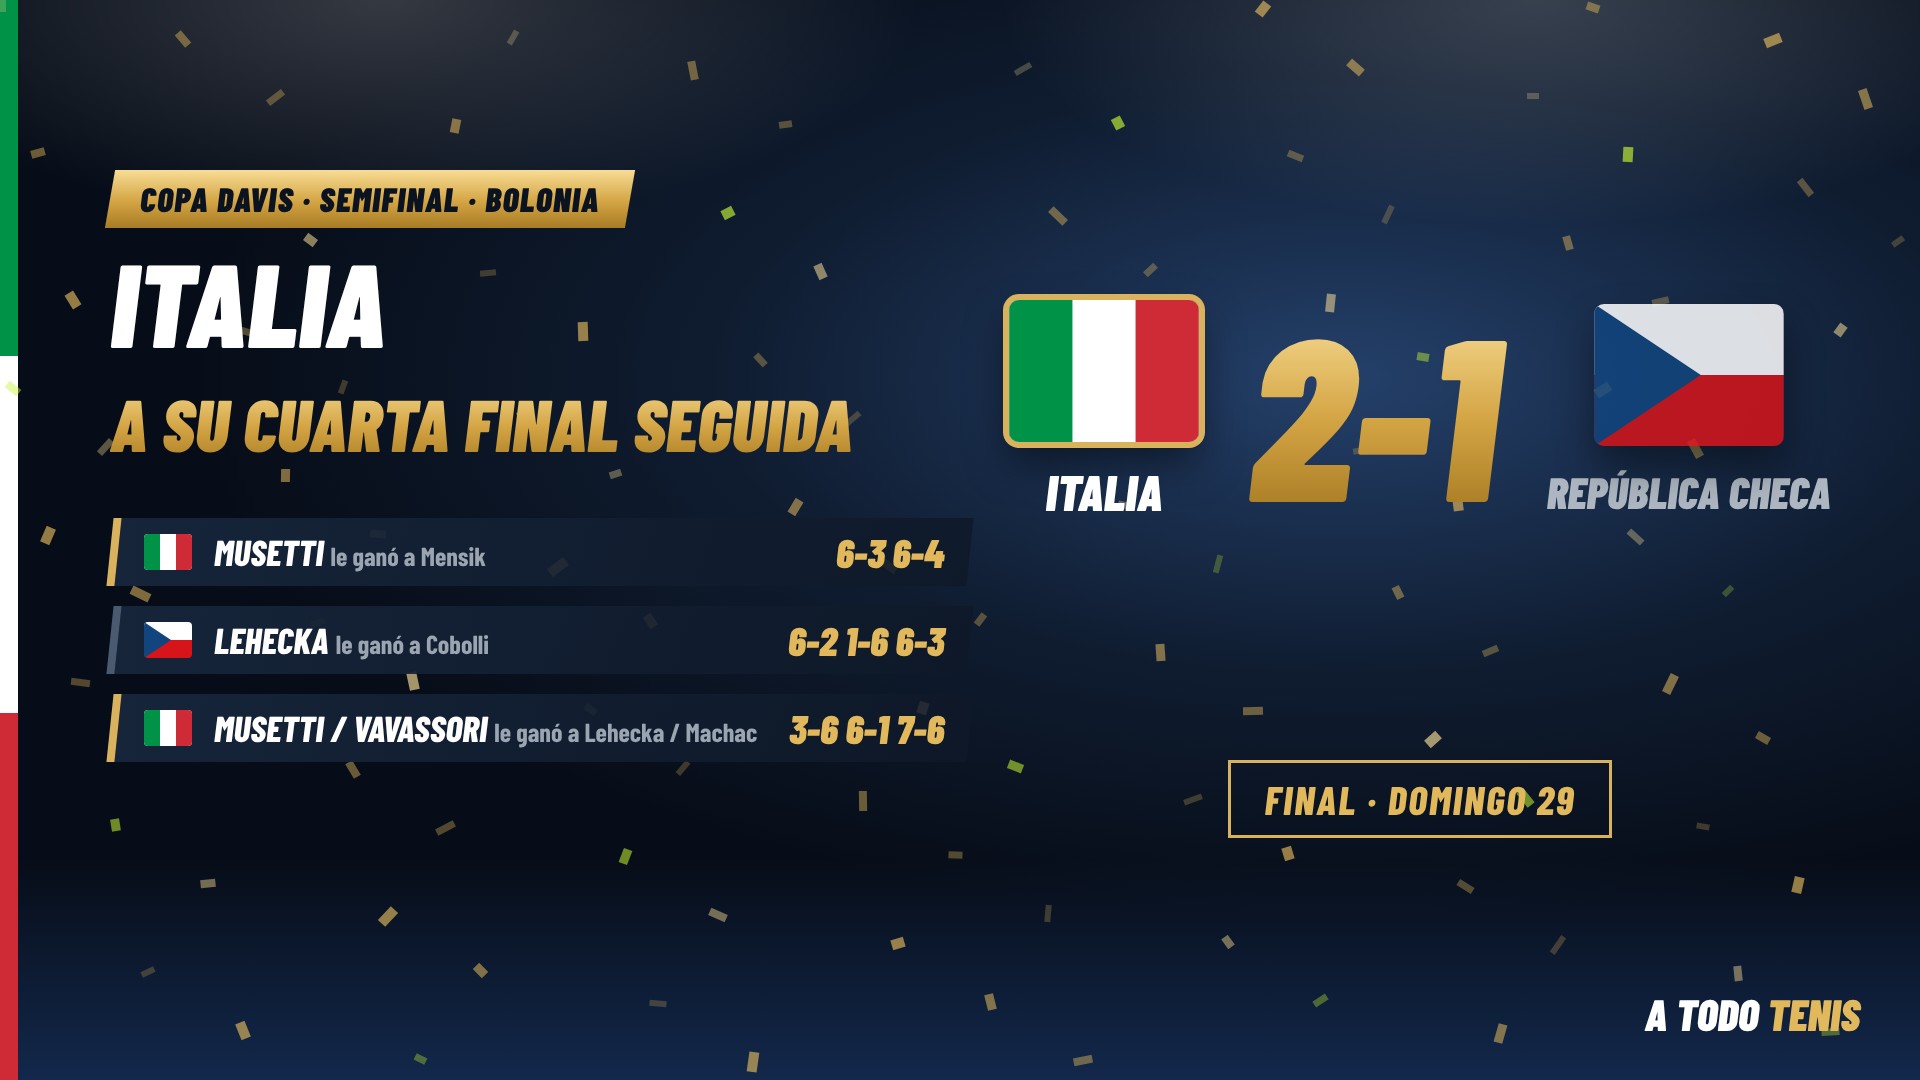 COPA DAVIS · SEMIFINAL · BOLONIA
ITALIA
A SU CUARTA FINAL SEGUIDA
MUSETTI le ganó a Mensik 6-3 6-4
LEHECKA le ganó a Cobolli 6-2 1-6 6-3
MUSETTI / VAVASSORI le ganó a Lehecka / Machac 3-6 6-1 7-6
2-1
ITALIA
REPÚBLICA CHECA
FINAL · DOMINGO 29
A TODO TENIS